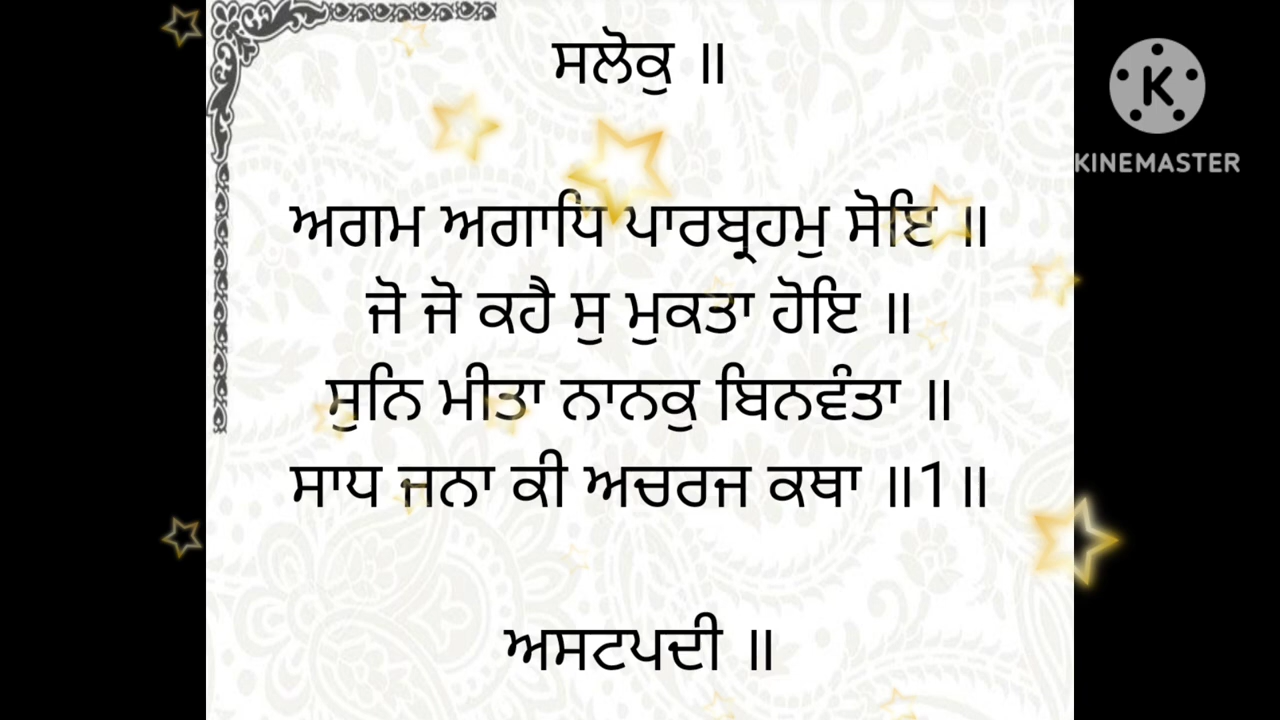 ਸਲੋਕੁ ॥
ਅਗਮ ਅਗਾਧਿ ਪਾਰਬ੍ਰਹਮੁ ਸੋਇ ॥
ਜੋ ਜੋ ਕਹੈ ਸੁ ਮੁਕਤਾ ਹੋਇ ॥
ਸੁਨਿ ਮੀਤਾ ਨਾਨਕੁ ਬਿਨਵੰਤਾ ॥
ਸਾਧ ਜਨਾ ਕੀ ਅਚਰਜ ਕਥਾ ॥1॥
ਅਸਟਪਦੀ ॥
K
KINEMASTER